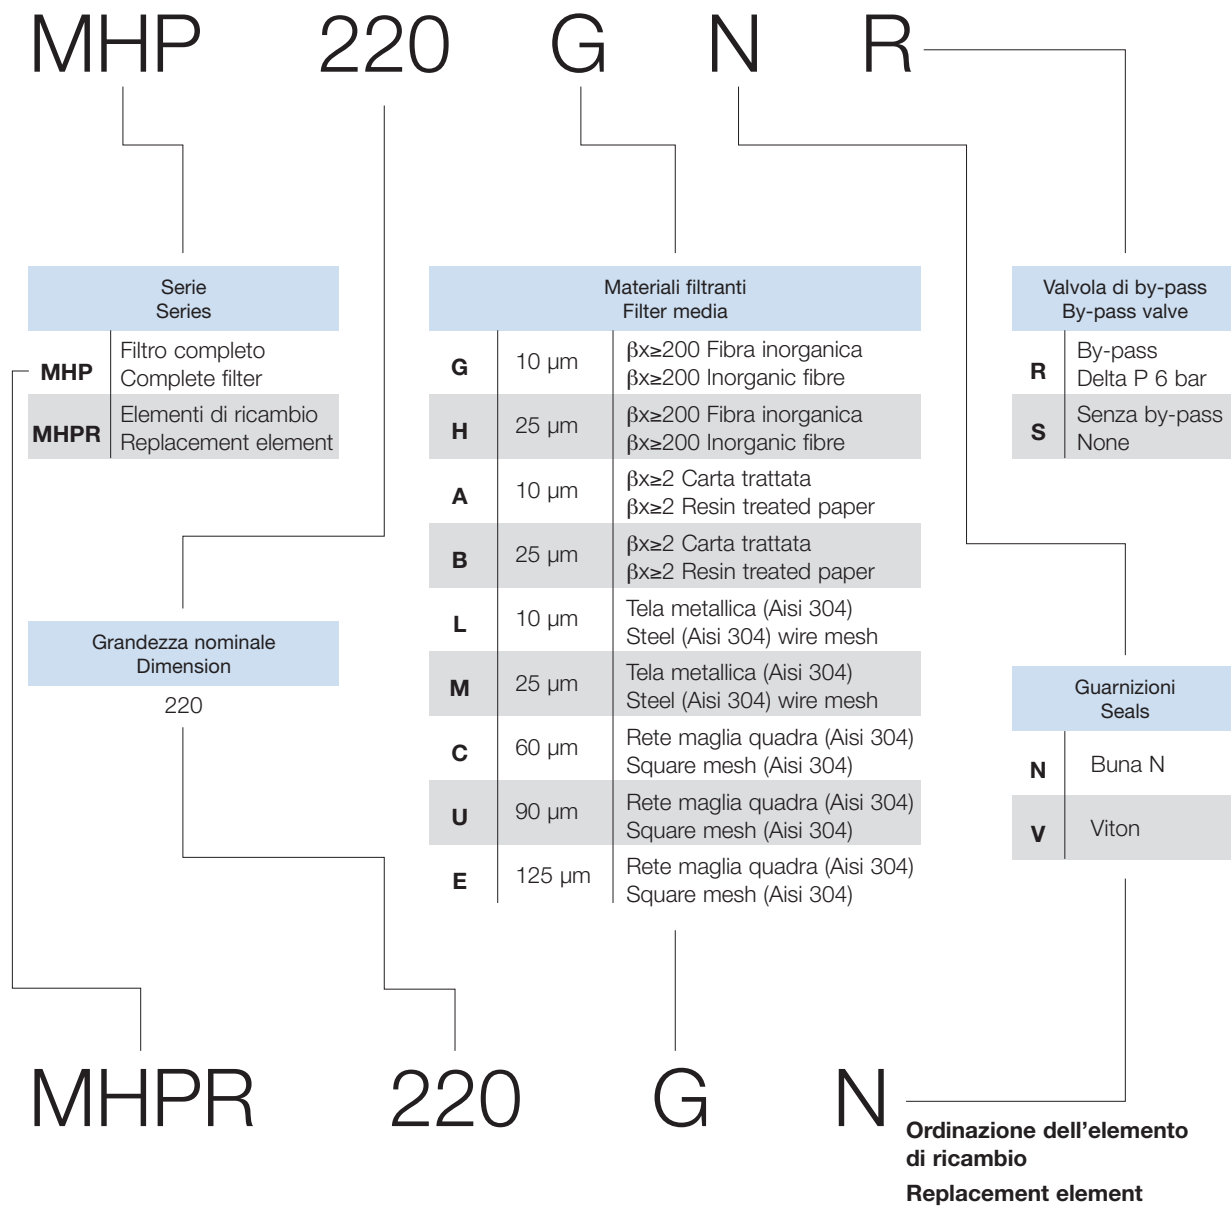 MHP 220 G N R
Serie
Series
MHP Filtro completo
Complete filter
MHPR Elementi di ricambio
Replacement element
Grandezza nominale
Dimension
220
Materiali filtranti
Filter media
G 10 µm βx≥200 Fibra inorganica
βx≥200 Inorganic fibre
H 25 µm βx≥200 Fibra inorganica
βx≥200 Inorganic fibre
A 10 µm βx≥2 Carta trattata
βx≥2 Resin treated paper
B 25 µm βx≥2 Carta trattata
βx≥2 Resin treated paper
L 10 µm Tela metallica (Aisi 304)
Steel (Aisi 304) wire mesh
M 25 µm Tela metallica (Aisi 304)
Steel (Aisi 304) wire mesh
C 60 µm Rete maglia quadra (Aisi 304)
Square mesh (Aisi 304)
U 90 µm Rete maglia quadra (Aisi 304)
Square mesh (Aisi 304)
E 125 µm Rete maglia quadra (Aisi 304)
Square mesh (Aisi 304)
Valvola di by-pass
By-pass valve
R By-pass
Delta P 6 bar
S Senza by-pass
None
Guarnizioni
Seals
N Buna N
V Viton
MHPR 220 G N
Ordinazione dell'elemento
di ricambio
Replacement element